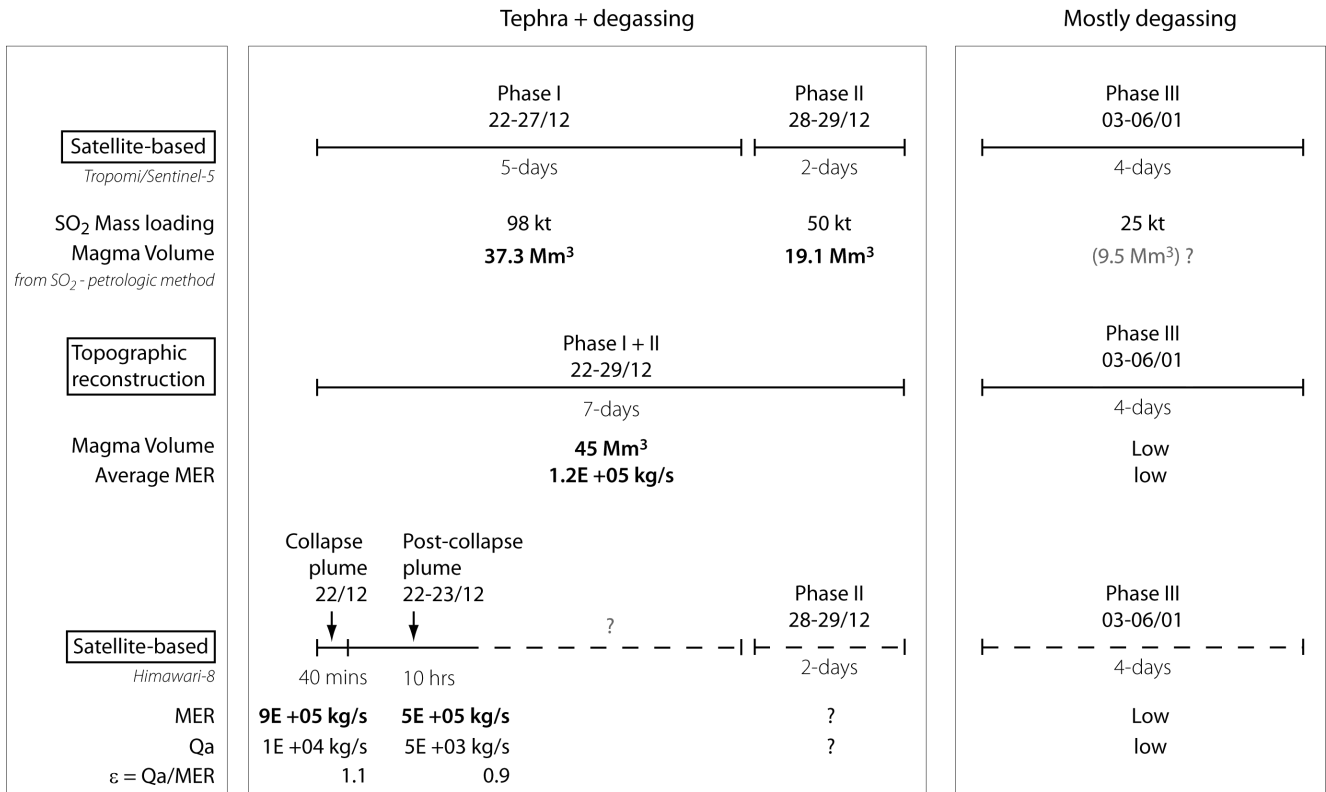 Tephra + degassing
Mostly degassing
Phase I
22-27/12
Phase II
28-29/12
Phase III
03-06/01
Satellite-based
Tropomi/Sentinel-5
5-days
2-days
4-days
SO2 Mass loading
98 kt
50 kt
25 kt
Magma Volume
37.3 Mm³
19.1 Mm³
(9.5 Mm³) ?
from SO2 - petrologic method
Topographic
reconstruction
Phase I + II
22-29/12
Phase III
03-06/01
7-days
4-days
Magma Volume
45 Mm³
Low
Average MER
1.2E +05 kg/s
low
Collapse
plume
22/12
Post-collapse
plume
22-23/12
?
Phase II
28-29/12
Phase III
03-06/01
Satellite-based
Himawari-8
40 mins
10 hrs
2-days
4-days
MER
9E +05 kg/s
5E +05 kg/s
?
Low
Qa
1E +04 kg/s
5E +03 kg/s
?
low
ε = Qa/MER
1.1
0.9